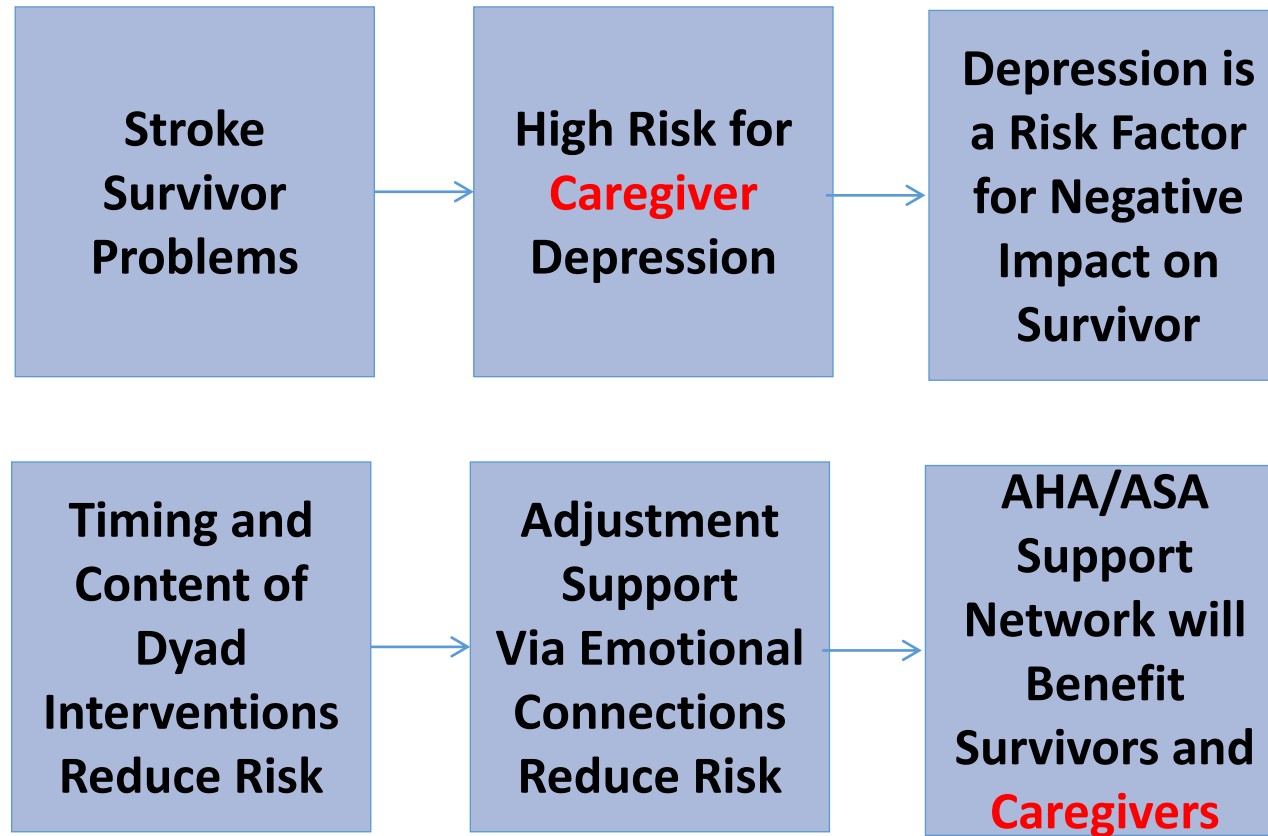 Stroke
Survivor
Problems
High Risk for
Caregiver
Depression
Depression is
a Risk Factor
for Negative
Impact on
Survivor
Timing and
Content of
Dyad
Interventions
Reduce Risk
Adjustment
Support
Via Emotional
Connections
Reduce Risk
AHA/ASA
Support
Network will
Benefit
Survivors and
Caregivers